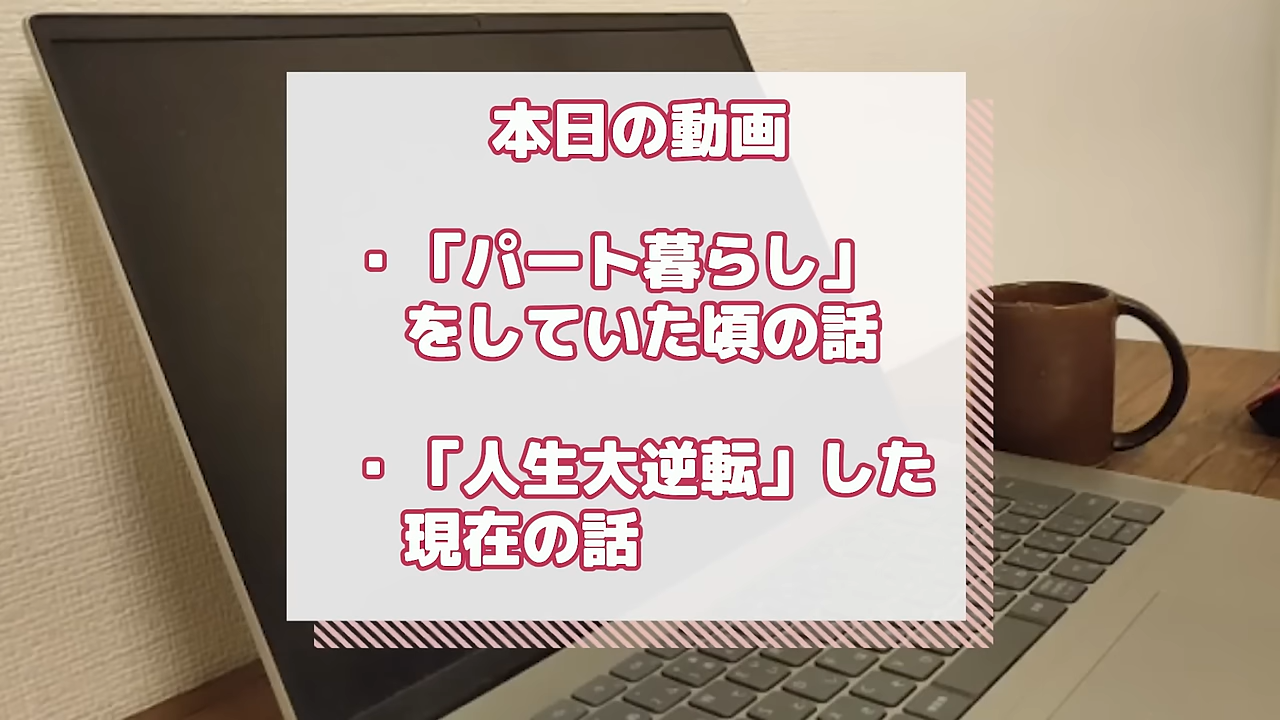 本日の動画
・「パート暮らし」
をしていた頃の話
・「人生大逆転」した
現在の話